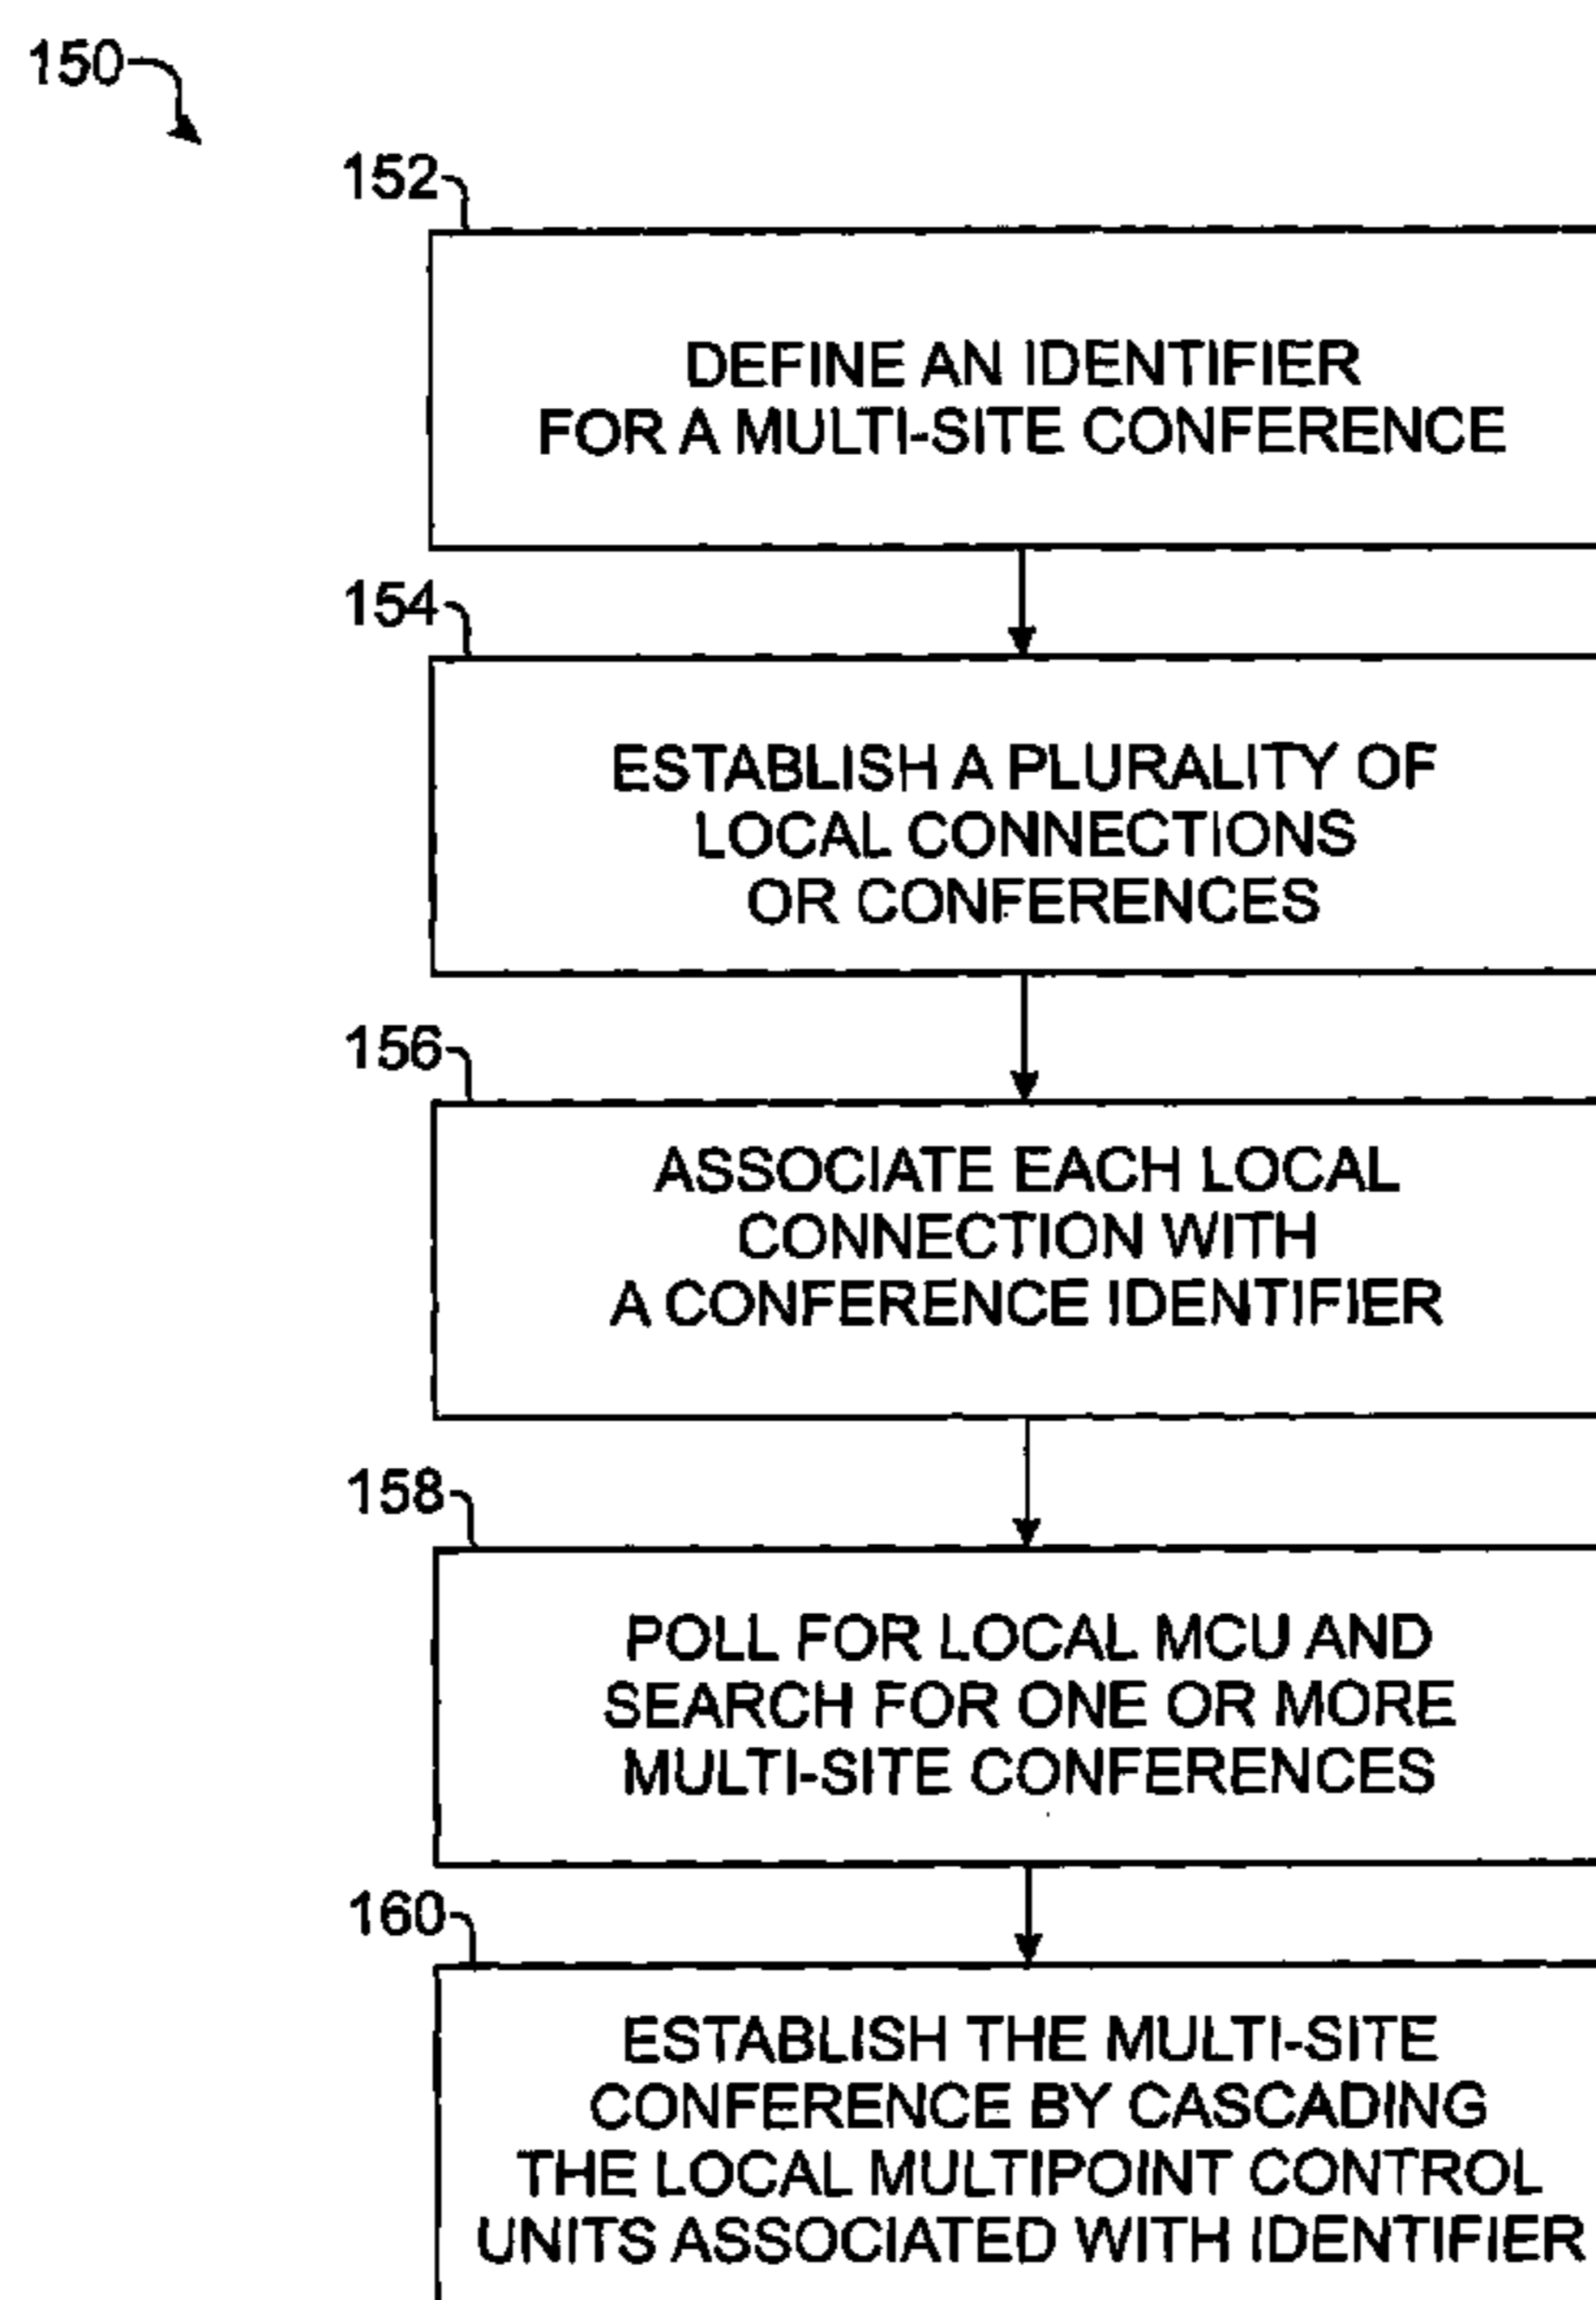 150
152
DEFINE AN IDENTIFIER
FOR A MULTI-SITE CONFERENCE
154
ESTABLISH A PLURALITY OF
LOCAL CONNECTIONS
OR CONFERENCES
156
ASSOCIATE EACH LOCAL
CONNECTION WITH
A CONFERENCE IDENTIFIER
158
POLL FOR LOCAL MCU AND
SEARCH FOR ONE OR MORE
MULTI-SITE CONFERENCES
160
ESTABLISH THE MULTI-SITE
CONFERENCE BY CASCADING
THE LOCAL MULTIPOINT CONTROL
UNITS ASSOCIATED WITH IDENTIFIER